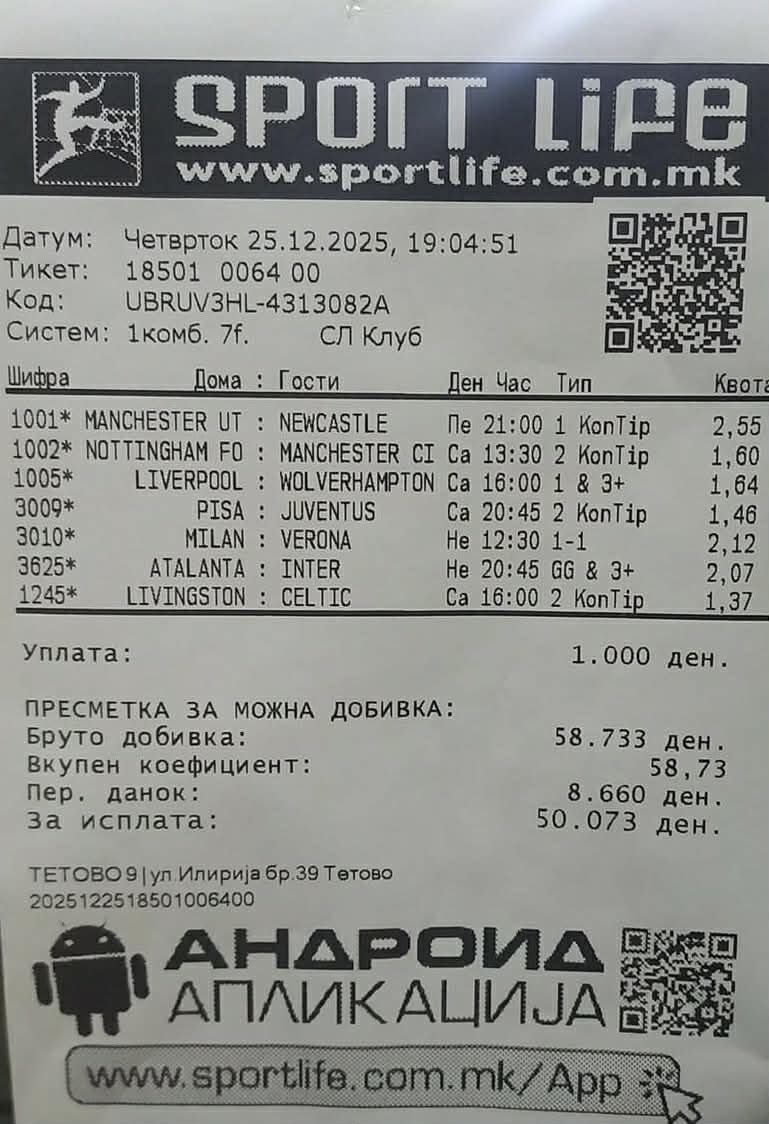 SPORT LIFE
www.sportlife.com.mk
Датум: Четврток 25.12.2025, 19:04:51
Тикет: 18501 0064 00
Код: UBRUV3HL-4313082A
Систем: 1комб. 7f. СЛ Клуб
Шифра Дома : Гости Ден Час Тип Квота
1001* MANCHESTER UT : NEWCASTLE Пе 21:00 1 KonTip 2,55
1002* NOTTINGHAM FO : MANCHESTER CI Са 13:30 2 KonTip 1,60
1005* LIVERPOOL : WOLVERHAMPTON Са 16:00 1 & 3+ 1,64
3009* PISA : JUVENTUS Са 20:45 2 KonTip 1,46
3010* MILAN : VERONA Не 12:30 1-1 2,12
3625* ATALANTA : INTER Не 20:45 GG & 3+ 2,07
1245* LIVINGSTON : CELTIC Са 16:00 2 KonTip 1,37
Уплата: 1.000 ден.
ПРЕСМЕТКА ЗА МОЖНА ДОБИВКА:
Бруто добивка: 58.733 ден.
Вкупен коефициент: 58,73
Пер. данок: 8.660 ден.
За исплата: 50.073 ден.
ТЕТОВО 9|ул.Илирија бр.39 Тетово
2025122518501006400
АНДРОИД
АПЛИКАЦИЈА
www.sportlife.com.mk/App